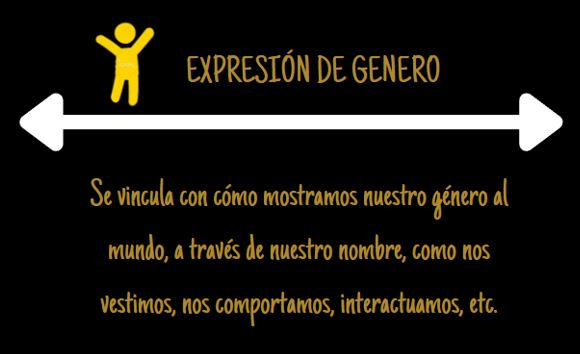 EXPRESIÓN DE GENERO
Se vincula con cómo mostramos nuestro género al
mundo, a través de nuestro nombre, como nos
vestimos, nos comportamos, interactuamos, etc.